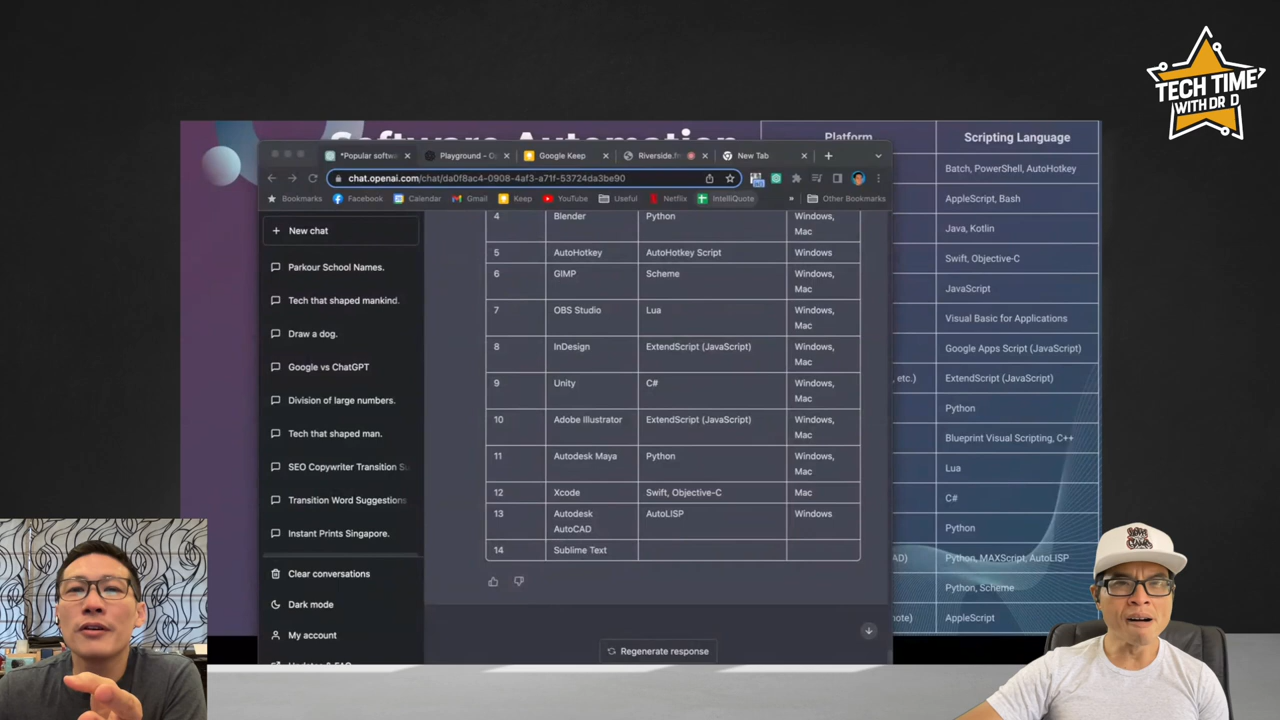 TECH TIME
WITH DR D
Software Automation
Platform
Scripting Language
Batch, PowerShell, AutoHotkey
AppleScript, Bash
Java, Kotlin
Swift, Objective-C
JavaScript
Visual Basic for Applications
Google Apps Script (JavaScript)
etc.)
ExtendScript (JavaScript)
Python
Blueprint Visual Scripting, C++
Lua
C#
Python
AD)
Python, MAXScript, AutoLISP
Python, Scheme
note)
AppleScript
*Popular softw
Playground - O
Google Keep
Riverside.fm
New Tab
chat.openai.com/chat/da0f8ac4-0908-4af3-a71f-53724da3be90
Bookmarks
Facebook
Calendar
Gmail
Keep
YouTube
Useful
Netflix
IntelliQuote
»
Other Bookmarks
+ New chat
Parkour School Names.
Tech that shaped mankind.
Draw a dog.
Google vs ChatGPT
Division of large numbers.
Tech that shaped man.
SEO Copywriter Transition Su
Transition Word Suggestions
Instant Prints Singapore.
Clear conversations
Dark mode
My account
Updates & FAQ
4 Blender Python Windows,
Mac
5 AutoHotkey AutoHotkey Script Windows
6 GIMP Scheme Windows,
Mac
7 OBS Studio Lua Windows,
Mac
8 InDesign ExtendScript (JavaScript) Windows,
Mac
9 Unity C# Windows,
Mac
10 Adobe Illustrator ExtendScript (JavaScript) Windows,
Mac
11 Autodesk Maya Python Windows,
Mac
12 Xcode Swift, Objective-C Mac
13 Autodesk AutoLISP Windows
AutoCAD
14 Sublime Text
Regenerate response